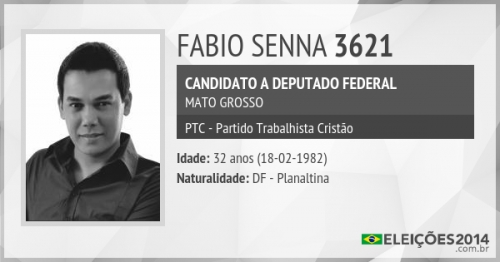 FABIO SENNA 3621
CANDIDATO A DEPUTADO FEDERAL
MATO GROSSO
PTC - Partido Trabalhista Cristão
Idade: 32 anos (18-02-1982)
Naturalidade: DF - Planaltina
ELEIÇÕES2014
.com.br